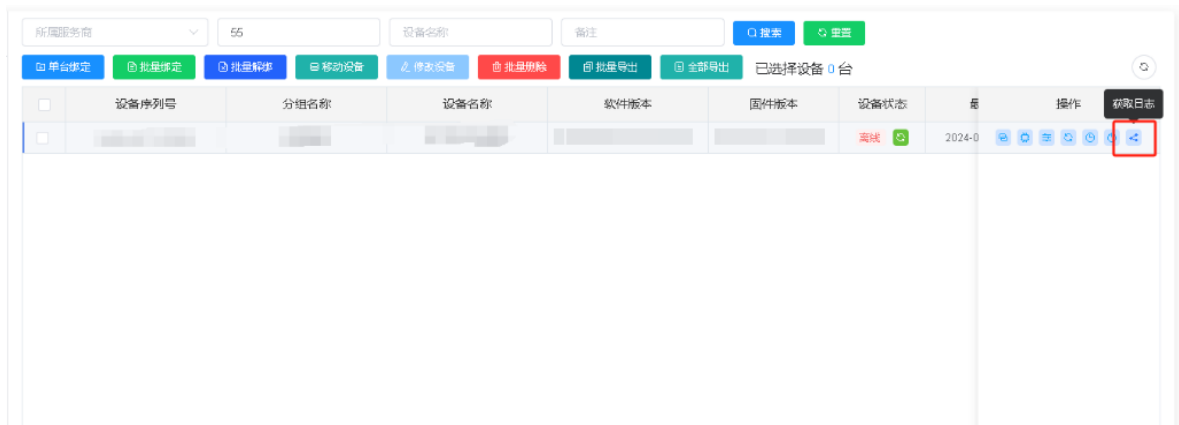 所属服务商 55 设备名称 备注 搜索 重置
单台绑定 批量绑定 批量解绑 移动设备 修改设备 批量删除 批量导出 全部导出 已选择设备 0 台
设备序列号 分组名称 设备名称 软件版本 固件版本 设备状态 操作 获取日志
离线 2024-0